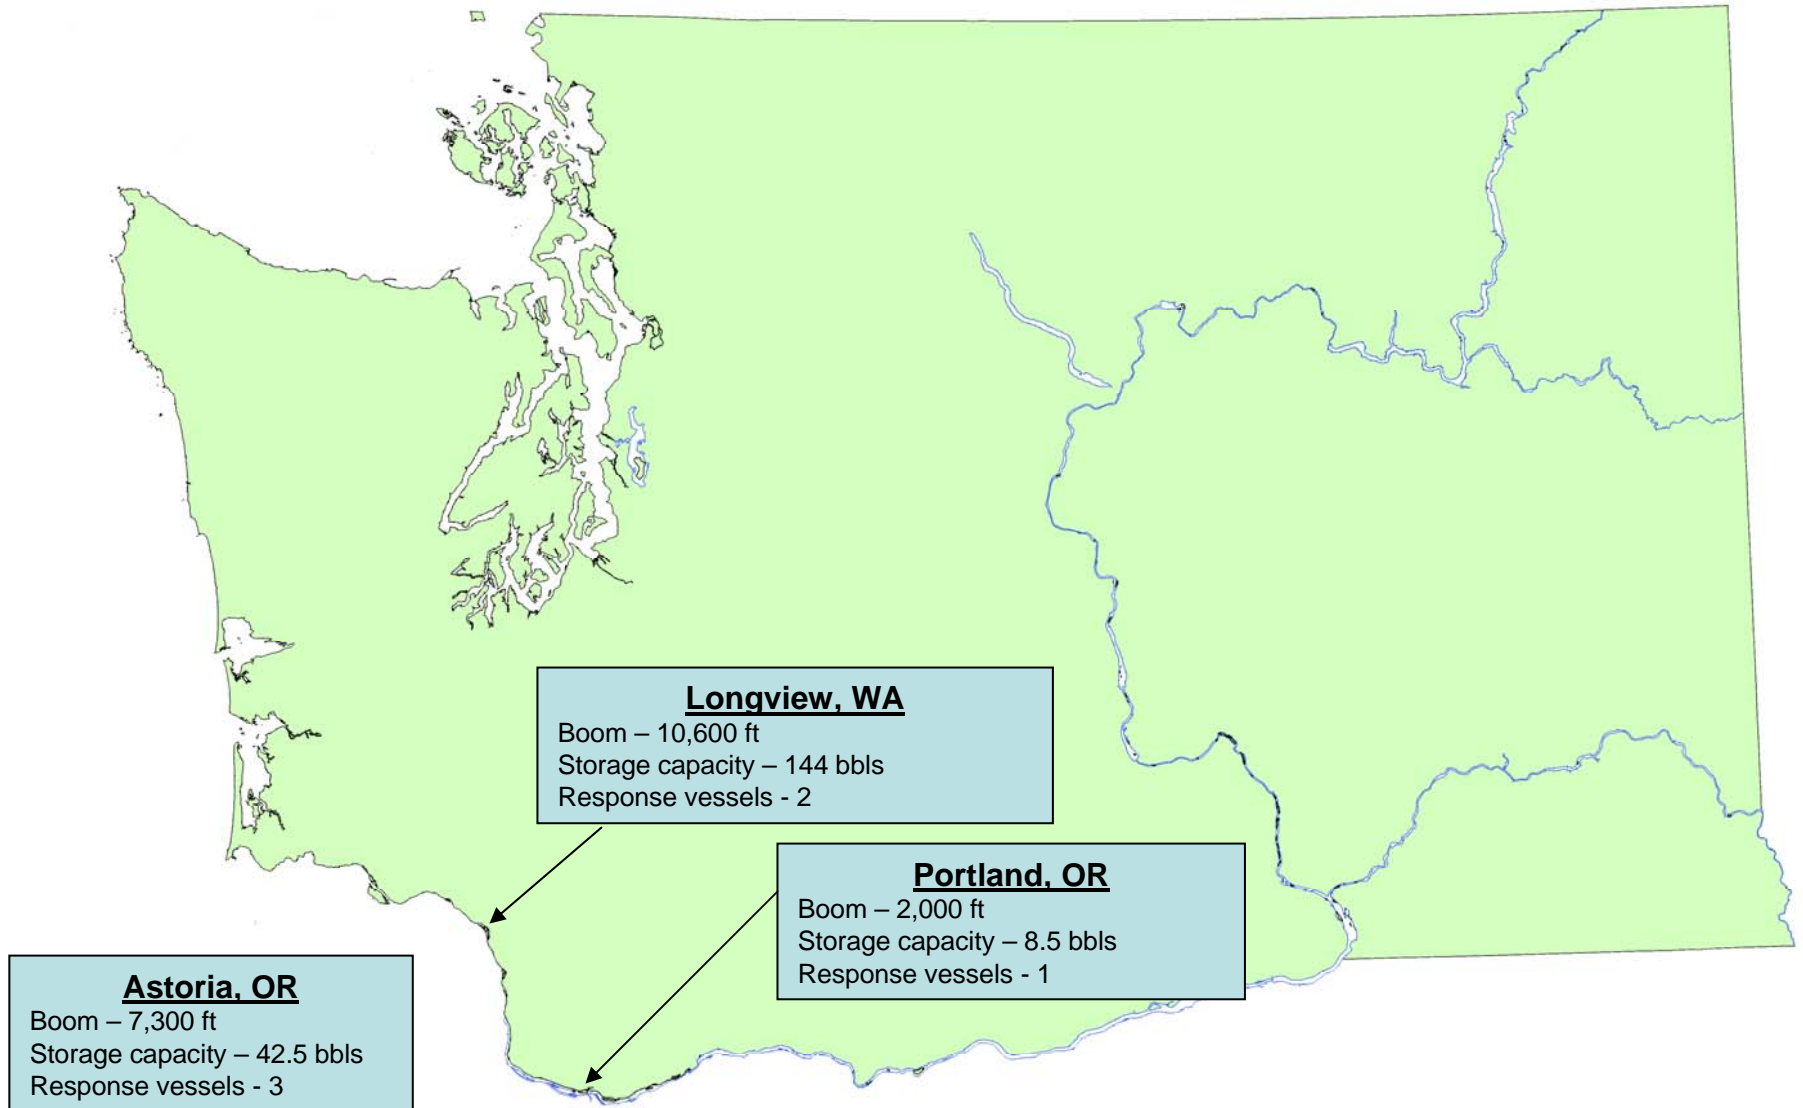 Longview, WA
Boom – 10,600 ft
Storage capacity – 144 bbls
Response vessels - 2
Portland, OR
Boom – 2,000 ft
Storage capacity – 8.5 bbls
Response vessels - 1
Astoria, OR
Boom – 7,300 ft
Storage capacity – 42.5 bbls
Response vessels - 3